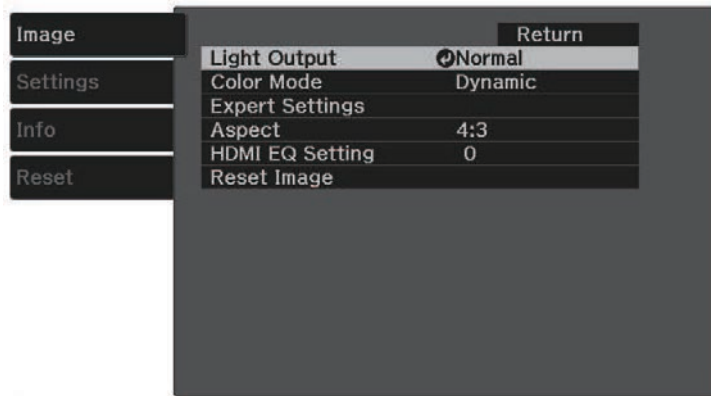 Image
Settings
Info
Reset
Return
Light Output Normal
Color Mode Dynamic
Expert Settings
Aspect 4:3
HDMI EQ Setting 0
Reset Image